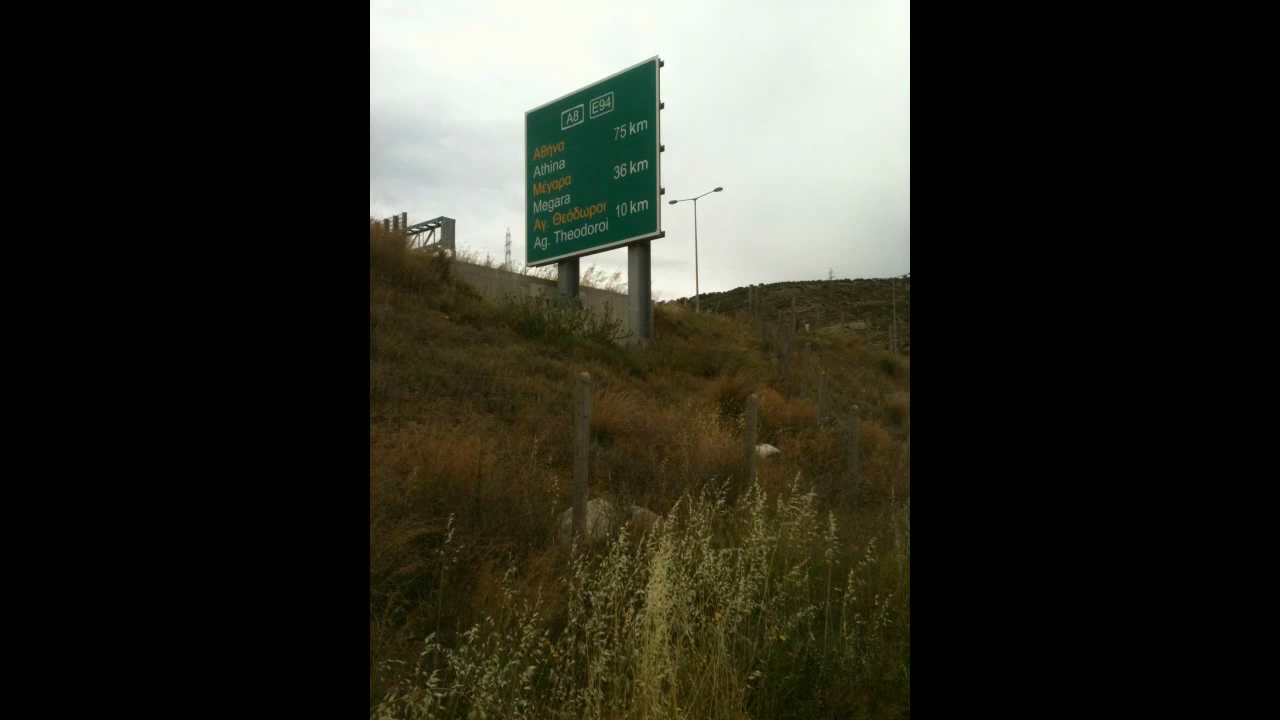 A8 E94
Αθήνα
Athina 75 km
Μέγαρα
Megara 36 km
Αγ. Θεόδωροι
Ag. Theodoroi 10 km